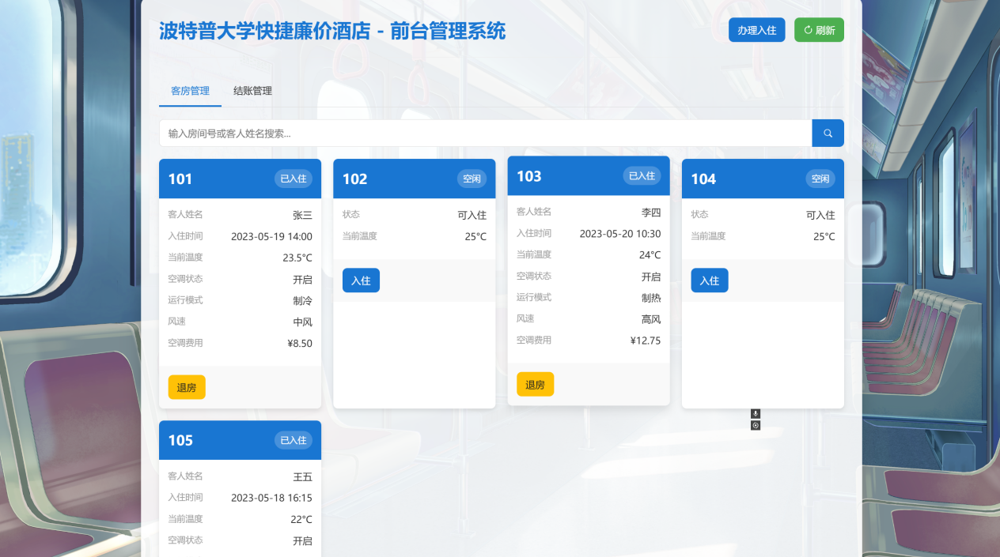 波特普大学快捷廉价酒店 - 前台管理系统
办理入住 刷新
客房管理 结账管理
输入房间号或客人姓名搜索...
101 已入住
客人姓名 张三
入住时间 2023-05-19 14:00
当前温度 23.5°C
空调状态 开启
运行模式 制冷
风速 中风
空调费用 ¥8.50
退房
102 空闲
状态 可入住
当前温度 25°C
入住
103 已入住
客人姓名 李四
入住时间 2023-05-20 10:30
当前温度 24°C
空调状态 开启
运行模式 制热
风速 高风
空调费用 ¥12.75
退房
104 空闲
状态 可入住
当前温度 25°C
入住
105 已入住
客人姓名 王五
入住时间 2023-05-18 16:15
当前温度 22°C
空调状态 开启